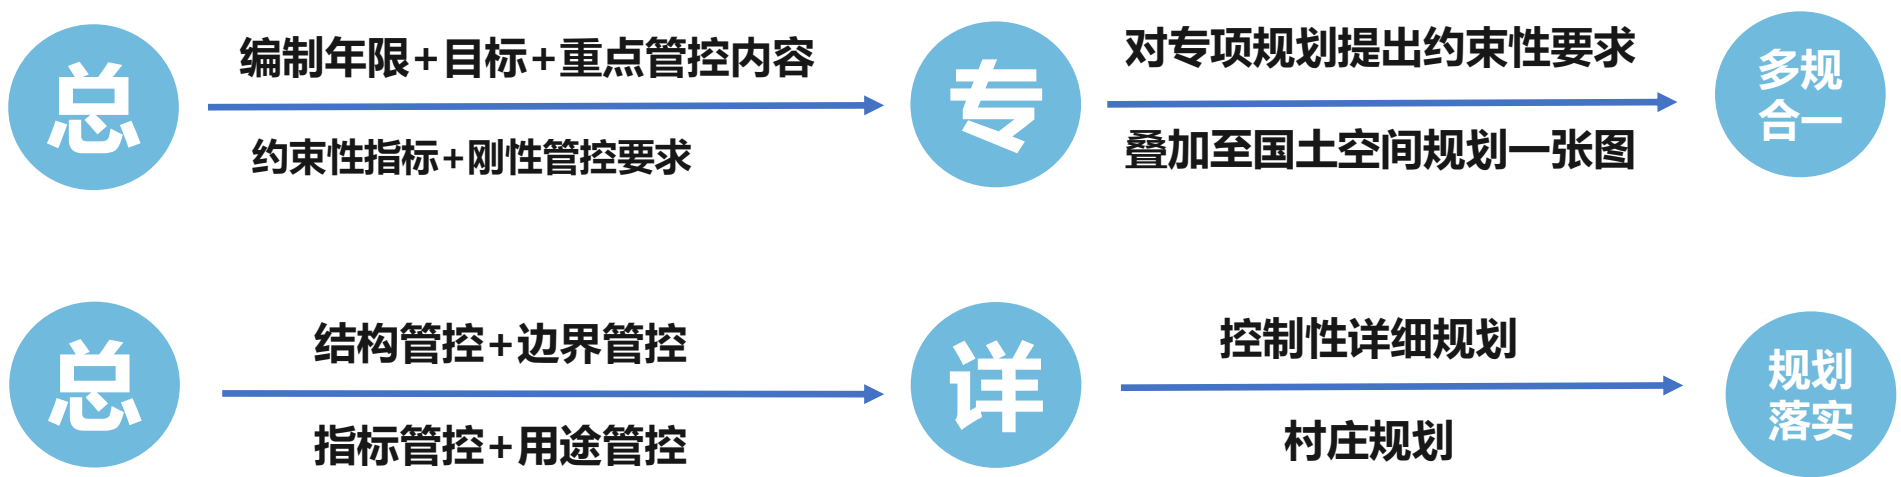 总
编制年限+目标+重点管控内容
约束性指标+刚性管控要求
专
对专项规划提出约束性要求
叠加至国土空间规划一张图
多规
合一
总
结构管控+边界管控
指标管控+用途管控
详
控制性详细规划
村庄规划
规划
落实